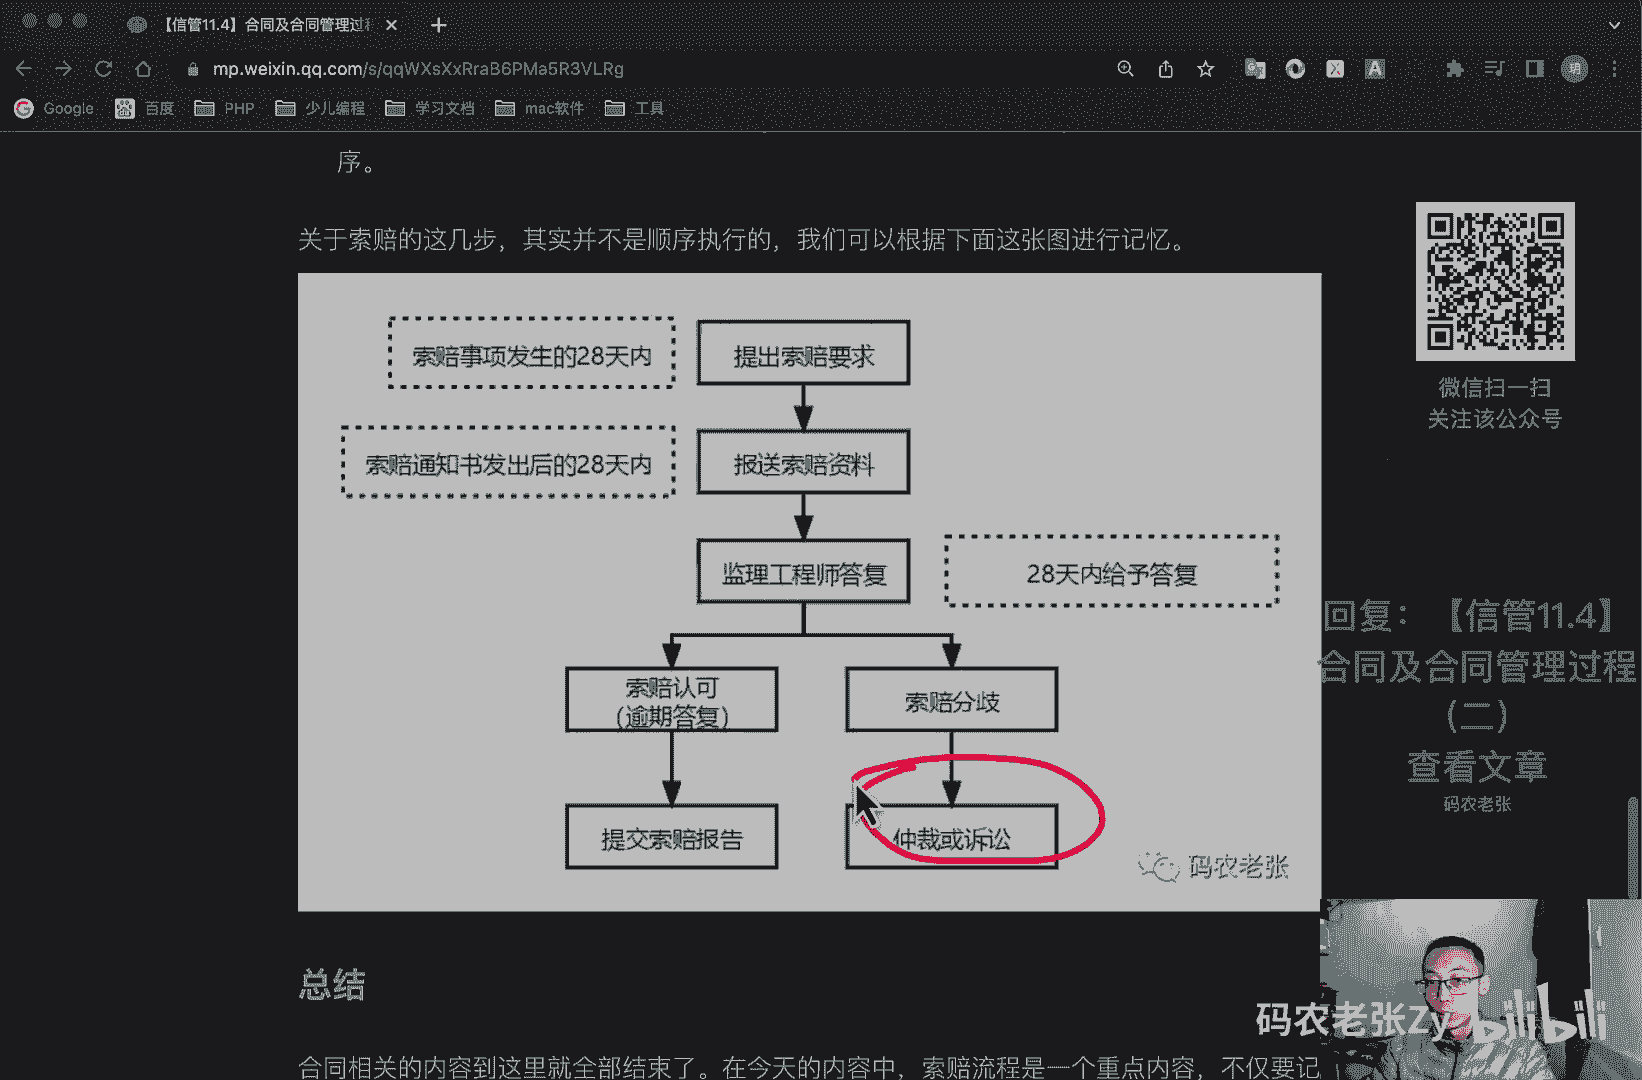 【信管11.4】合同及合同管理过程
mp.weixin.qq.com/s/qqWXsXxRraB6PMa5R3VLRg
Google 百度 PHP 少儿编程 学习文档 mac软件 工具
序。
关于索赔的这几步，其实并不是顺序执行的，我们可以根据下面这张图进行记忆。
索赔事项发生的28天内
提出索赔要求
索赔通知书发出后的28天内
报送索赔资料
监理工程师答复
28天内给予答复
索赔认可
（逾期答复）
索赔分歧
提交索赔报告
仲裁或诉讼
码农老张
微信扫一扫
关注该公众号
回复：【信管11.4】
合同及合同管理过程
（二）
查看文章
码农老张
总结
合同相关的内容到这里就全部结束了。在今天的内容中，索赔流程是一个重点内容，不仅要记
码农老张Zy
bilibili